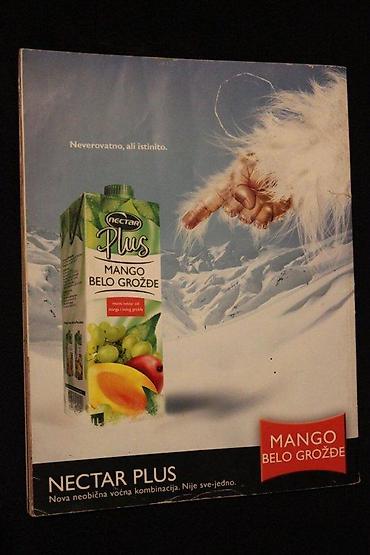 Neverovatno, ali istinito.
NECTAR
Plus
MANGO
BELO GROŽĐE
1L
MANGO
BELO GROŽĐE
NECTAR PLUS
Nova neobična voćna kombinacija. Nije sve-jedno.